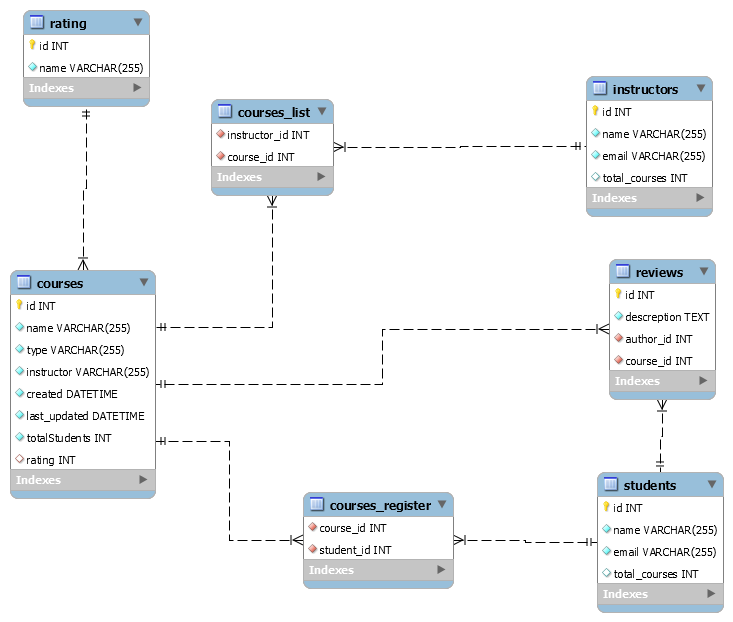 rating
id INT
name VARCHAR(255)
Indexes
courses_list
instructor_id INT
course_id INT
Indexes
instructors
id INT
name VARCHAR(255)
email VARCHAR(255)
total_courses INT
Indexes
courses
id INT
name VARCHAR(255)
type VARCHAR(255)
instructor VARCHAR(255)
created DATETIME
last_updated DATETIME
totalStudents INT
rating INT
Indexes
reviews
id INT
descreption TEXT
author_id INT
course_id INT
Indexes
courses_register
course_id INT
student_id INT
Indexes
students
id INT
name VARCHAR(255)
email VARCHAR(255)
total_courses INT
Indexes